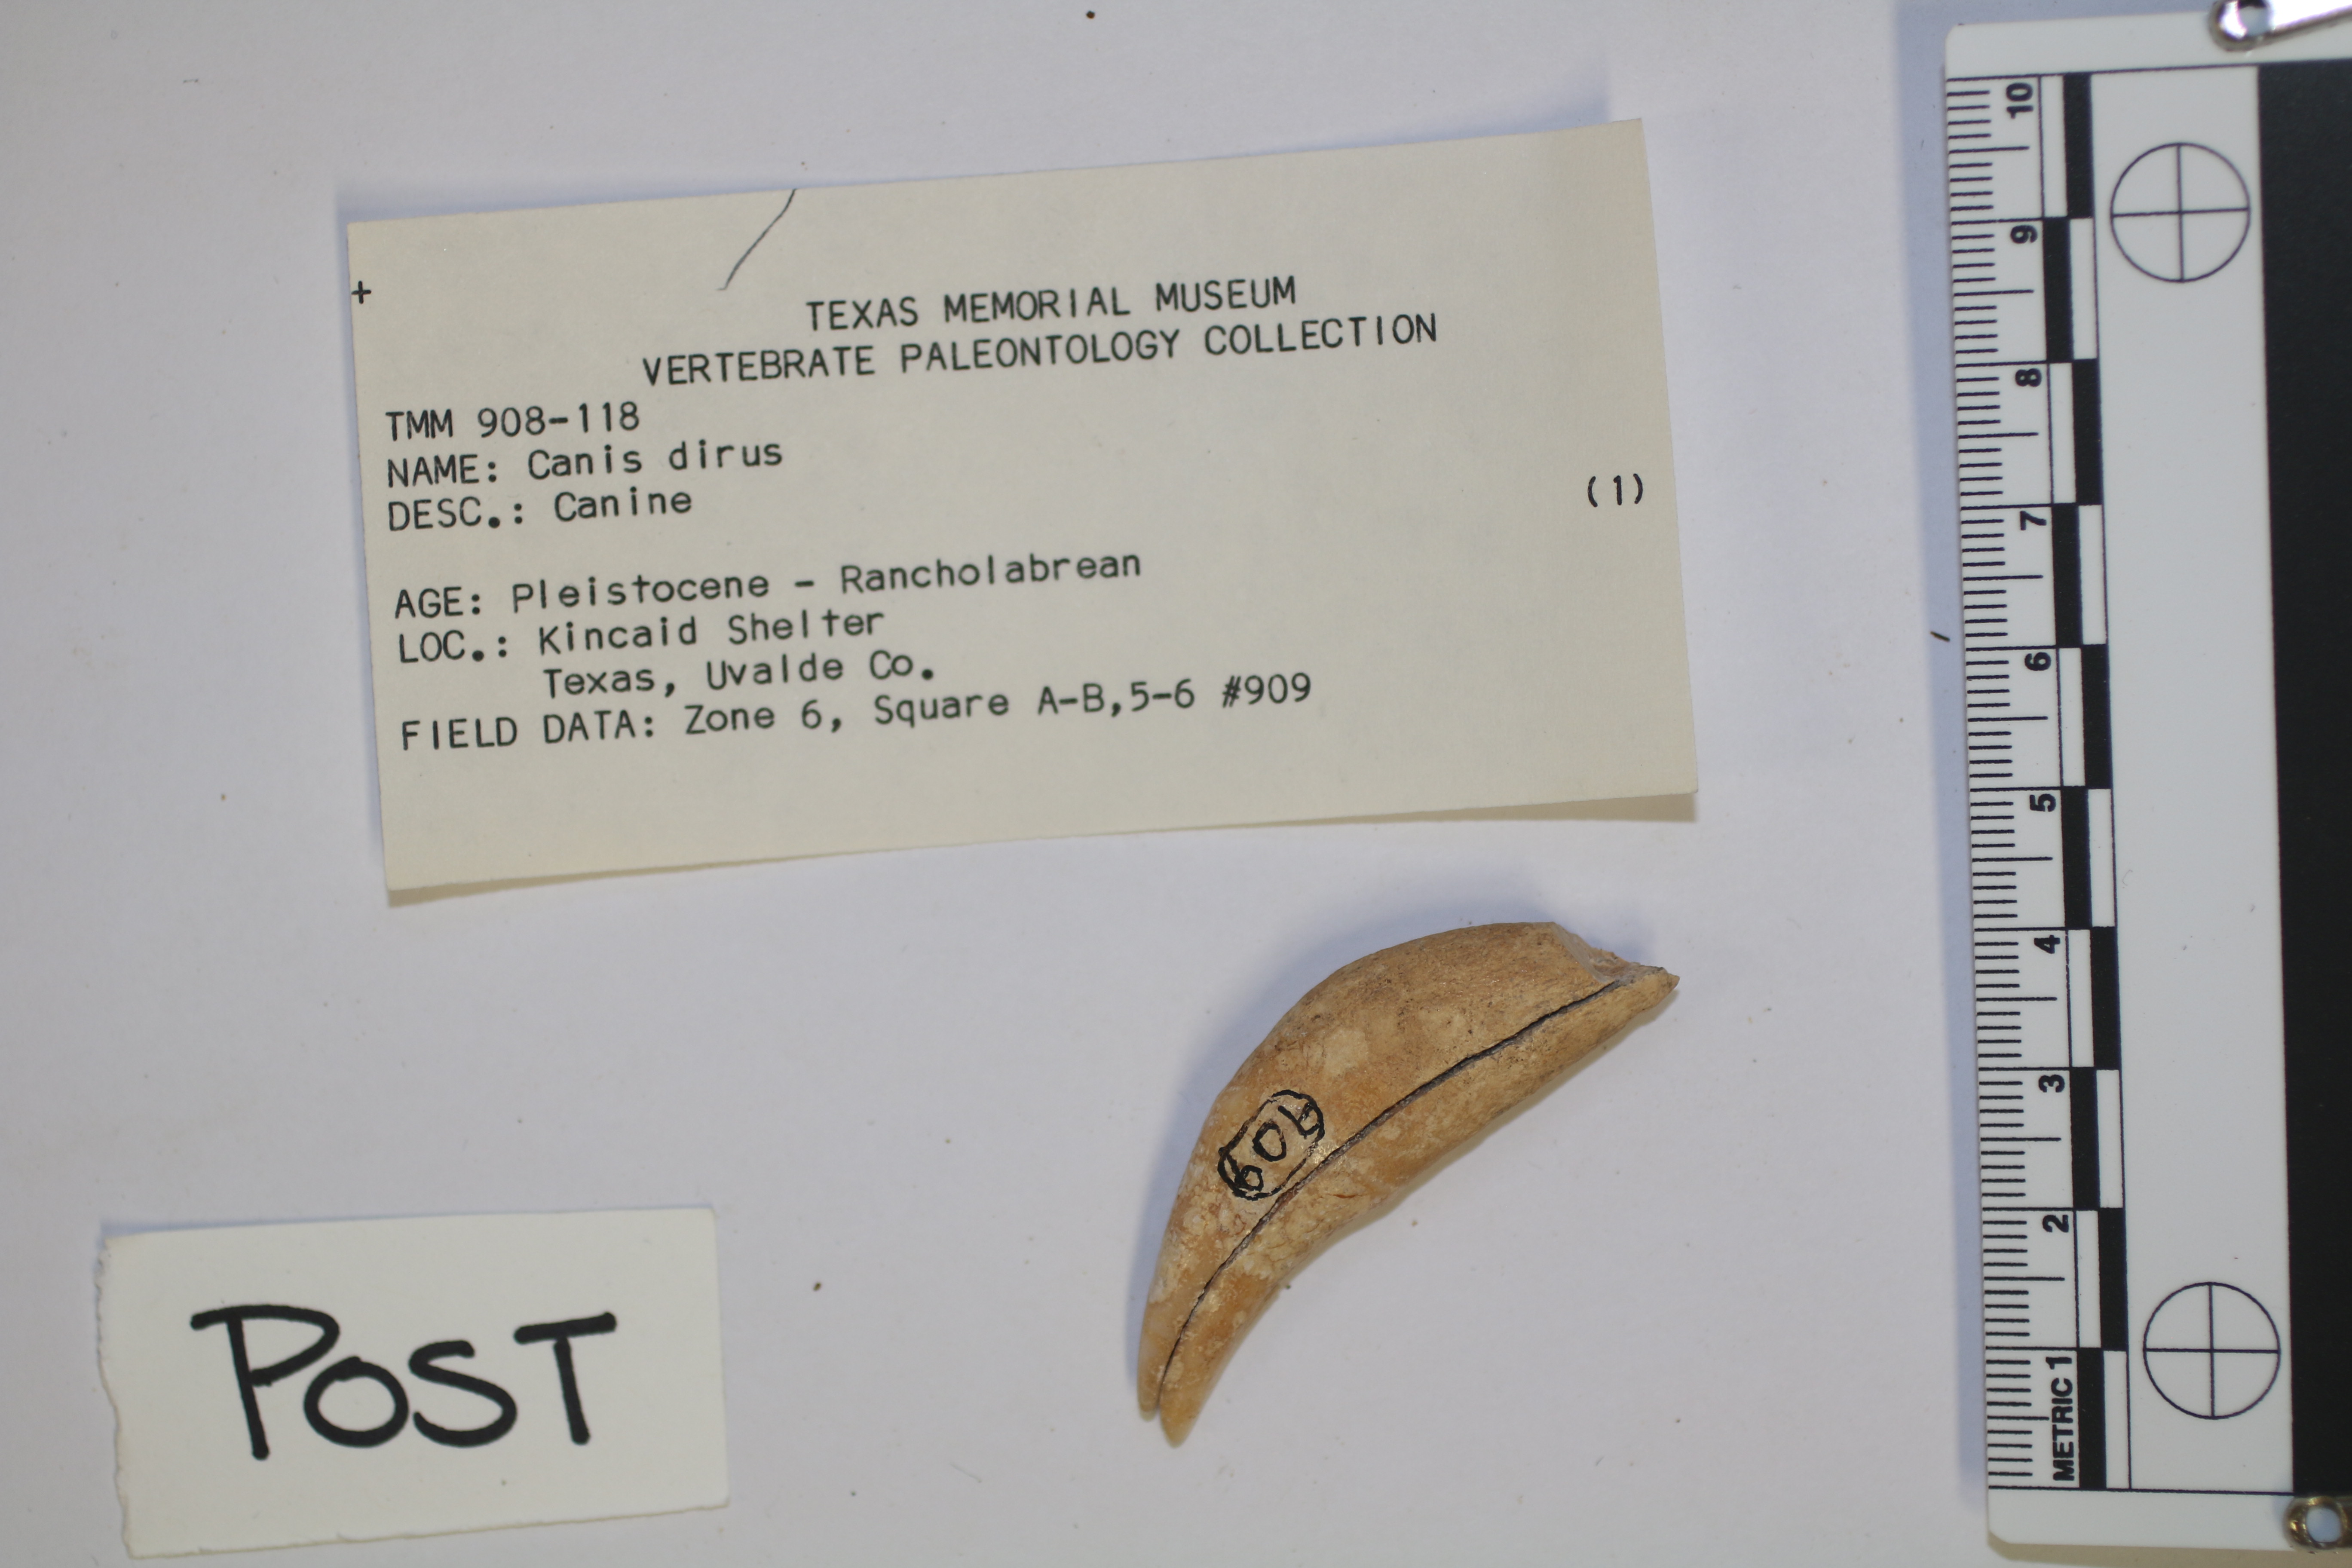 +
TEXAS MEMORIAL MUSEUM
VERTEBRATE PALEONTOLOGY COLLECTION
TMM 908-118
NAME: Canis dirus
DESC.: Canine (1)
AGE: Pleistocene - Rancholabrean
LOC.: Kincaid Shelter
Texas, Uvalde Co.
FIELD DATA: Zone 6, Square A-B,5-6 #909
POST
10
9
8
7
6
5
4
3
2
METRIC 1